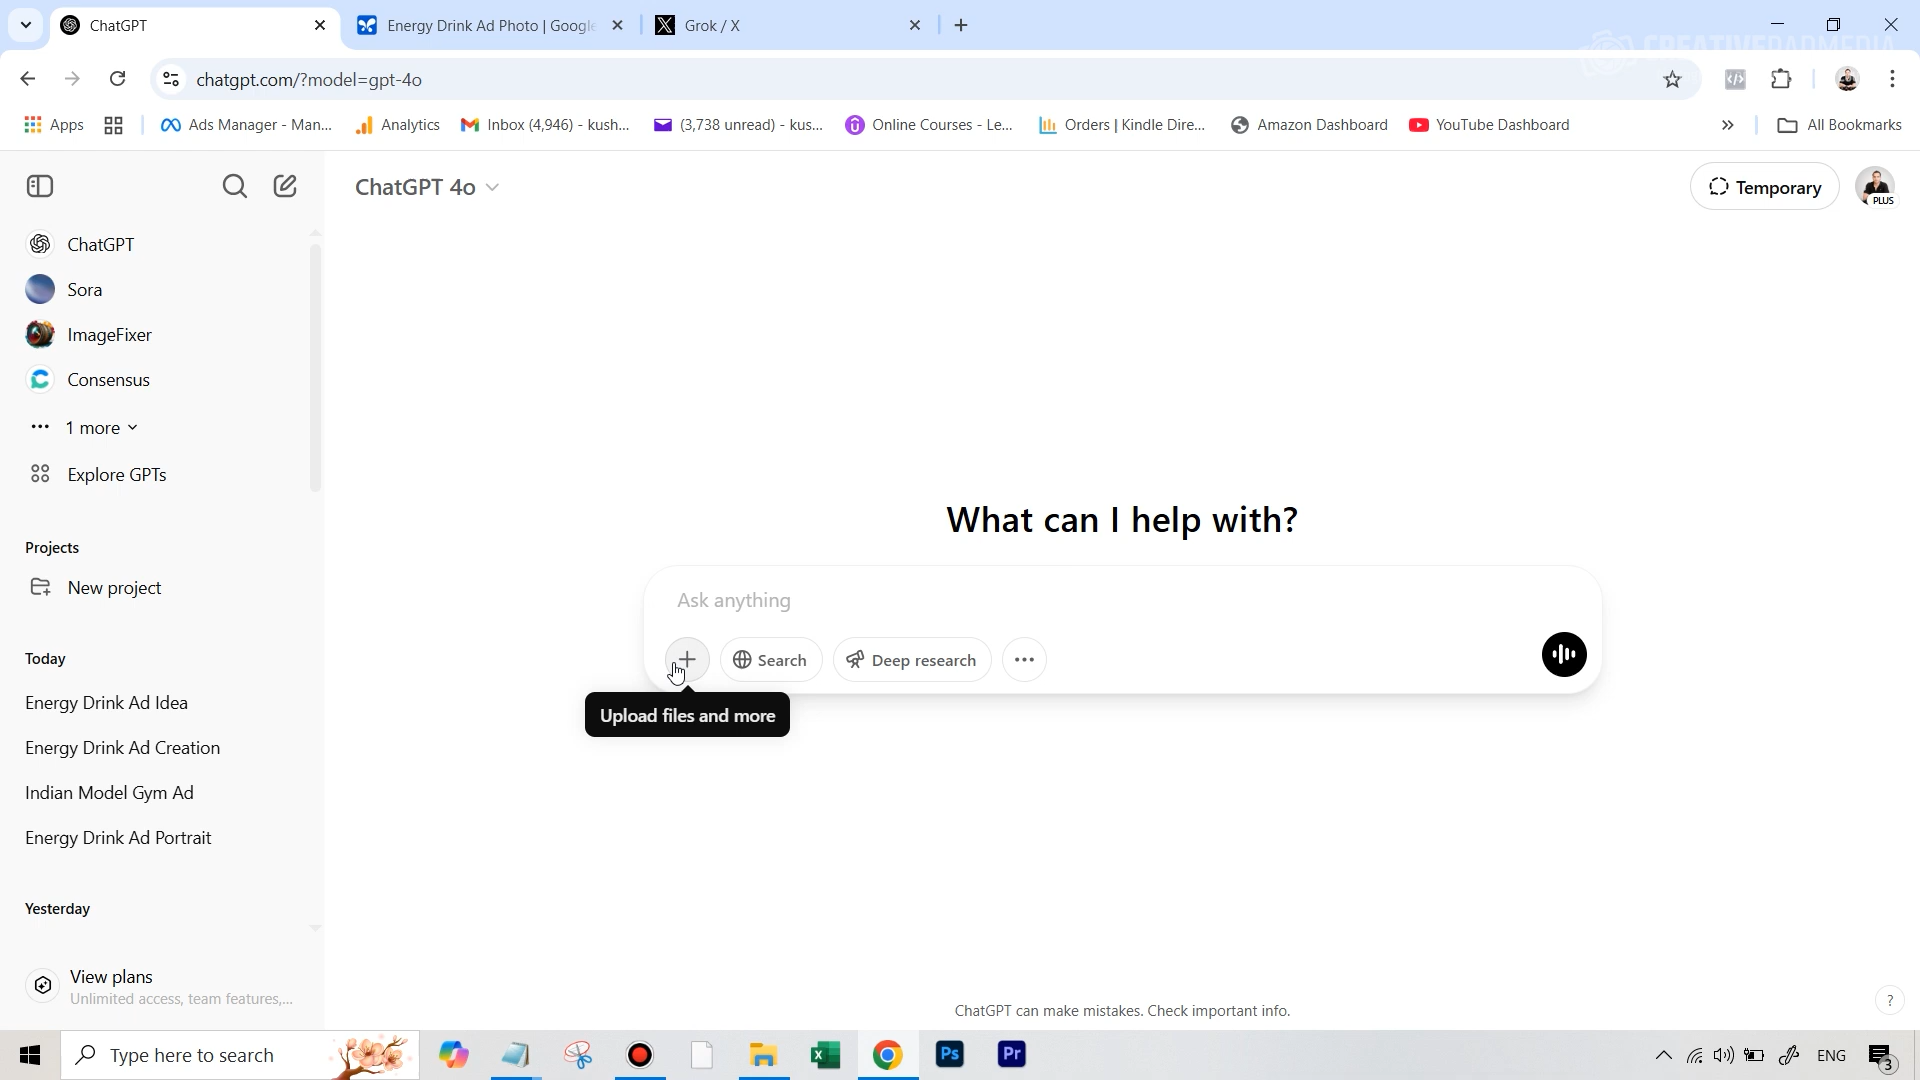 ChatGPT
Energy Drink Ad Photo | Google
Grok / X
CREATIVEPADMEDIA
chatgpt.com/?model=gpt-4o
Apps
Ads Manager - Man...
Analytics
Inbox (4,946) - kush...
(3,738 unread) - kus...
Online Courses - Le...
Orders | Kindle Dire...
Amazon Dashboard
YouTube Dashboard
All Bookmarks
ChatGPT 4o
Temporary
PLUS
ChatGPT
Sora
ImageFixer
Consensus
1 more
Explore GPTs
Projects
New project
Today
Energy Drink Ad Idea
Energy Drink Ad Creation
Indian Model Gym Ad
Energy Drink Ad Portrait
Yesterday
View plans
Unlimited access, team features,...
What can I help with?
Ask anything
Search
Deep research
Upload files and more
ChatGPT can make mistakes. Check important info.
?
Type here to search
Ps
Pr
ENG
3